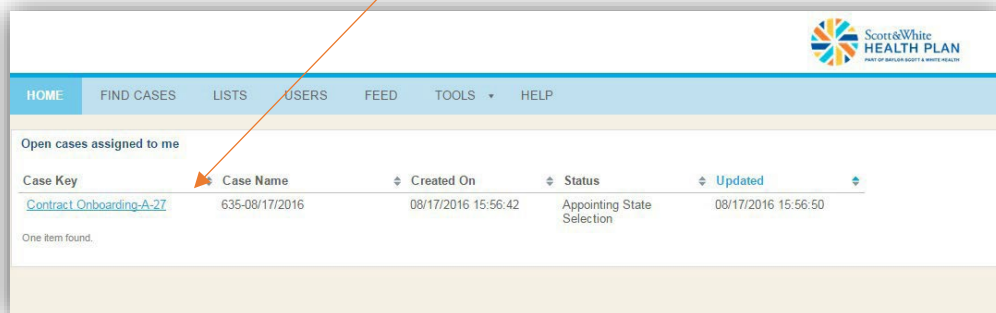 Scott&White
HEALTH PLAN
PART OF BAYLOR SCOTT & WHITE HEALTH
HOME FIND CASES LISTS USERS FEED TOOLS HELP
Open cases assigned to me
Case Key Case Name Created On Status Updated
Contract Onboarding-A-27 635-08/17/2016 08/17/2016 15:56:42 Appointing State Selection 08/17/2016 15:56:50
One item found.